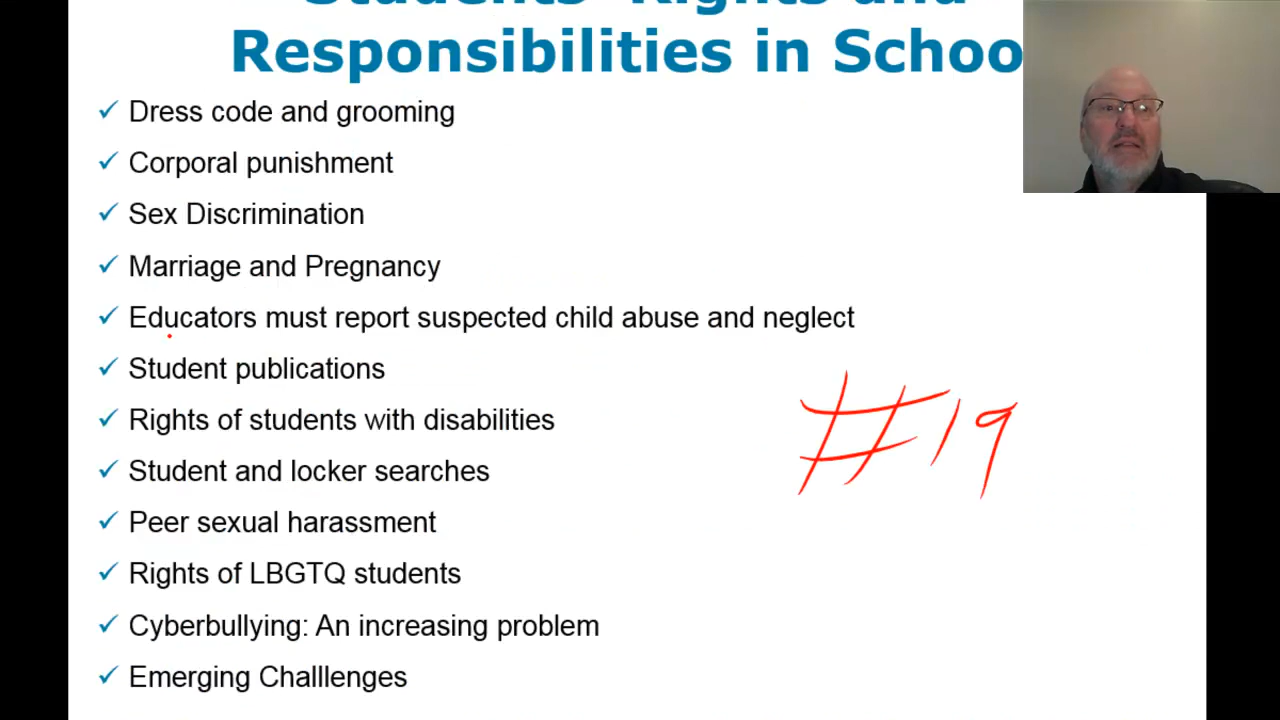 Students' Rights and
Responsibilities in Schoo
✓ Dress code and grooming
✓ Corporal punishment
✓ Sex Discrimination
✓ Marriage and Pregnancy
✓ Educators must report suspected child abuse and neglect
✓ Student publications
✓ Rights of students with disabilities
✓ Student and locker searches
✓ Peer sexual harassment
✓ Rights of LBGTQ students
✓ Cyberbullying: An increasing problem
✓ Emerging Challlenges
#19